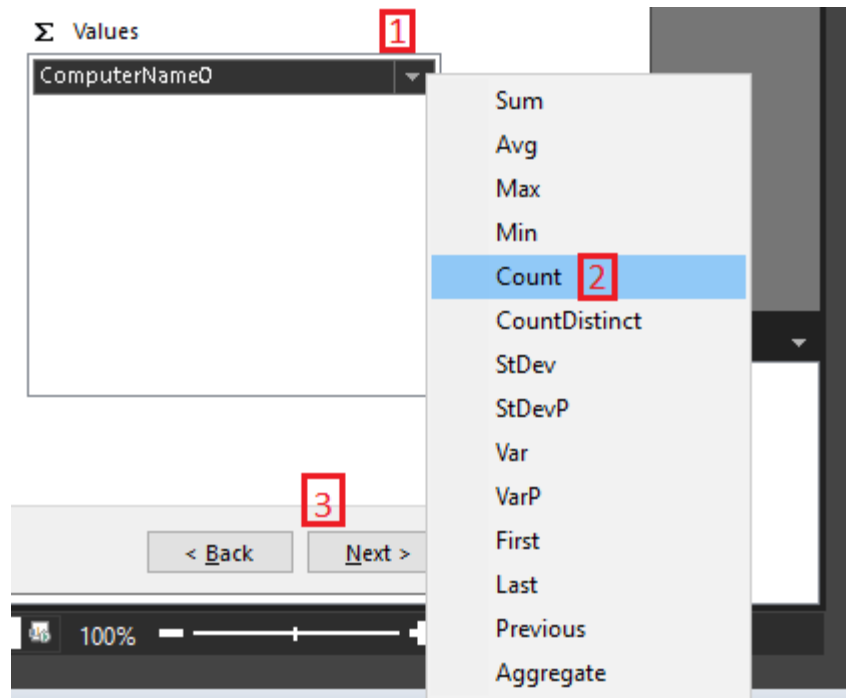 Σ Values
1
ComputerName0
Sum
Avg
Max
Min
Count 2
CountDistinct
StDev
StDevP
Var
VarP
First
Last
Previous
Aggregate
3
< Back
Next >
100%